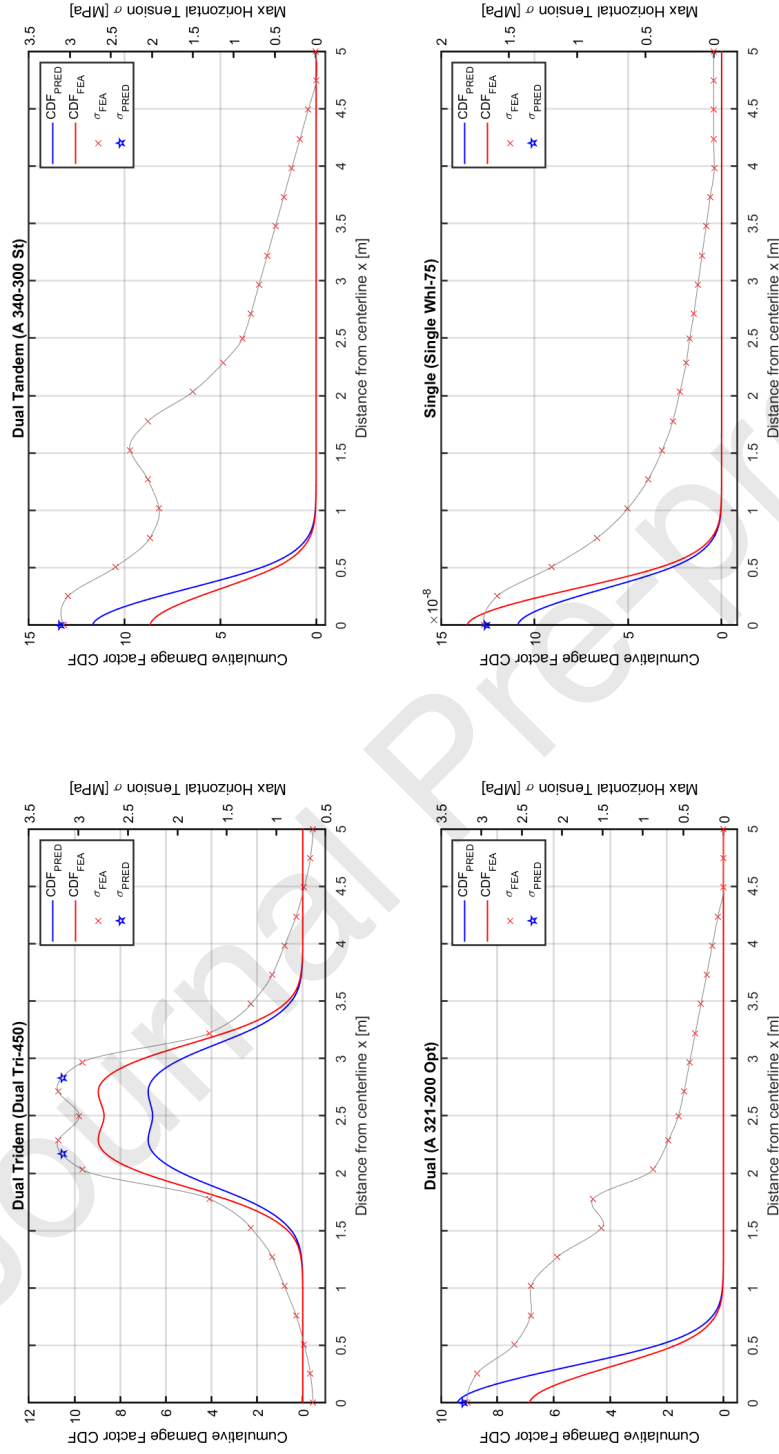 Dual Tridem (Dual Tri-450)
Cumulative Damage Factor CDF
12
10
8
6
4
2
0
Max Horizontal Tension σ [MPa]
3.5
3
2.5
2
1.5
1
0.5
CDF_PRED
CDF_FEA
σ_FEA
σ_PRED
0 0.5 1 1.5 2 2.5 3 3.5 4 4.5 5
Distance from centerline x [m]
Dual Tandem (A 340-300 St)
Cumulative Damage Factor CDF
15
10
5
0
Max Horizontal Tension σ [MPa]
3.5
3
2.5
2
1.5
1
0.5
0
CDF_PRED
CDF_FEA
σ_FEA
σ_PRED
0 0.5 1 1.5 2 2.5 3 3.5 4 4.5 5
Distance from centerline x [m]
Dual (A 321-200 Opt)
Cumulative Damage Factor CDF
10
8
6
4
2
0
Max Horizontal Tension σ [MPa]
3.5
3
2.5
2
1.5
1
0.5
0
CDF_PRED
CDF_FEA
σ_FEA
σ_PRED
0 0.5 1 1.5 2 2.5 3 3.5 4 4.5 5
Distance from centerline x [m]
Single (Single Whl-75)
×10⁻⁸
Cumulative Damage Factor CDF
15
10
5
0
Max Horizontal Tension σ [MPa]
2
1.5
1
0.5
0
CDF_PRED
CDF_FEA
σ_FEA
σ_PRED
0 0.5 1 1.5 2 2.5 3 3.5 4 4.5 5
Distance from centerline x [m]
Journal Pre-pr